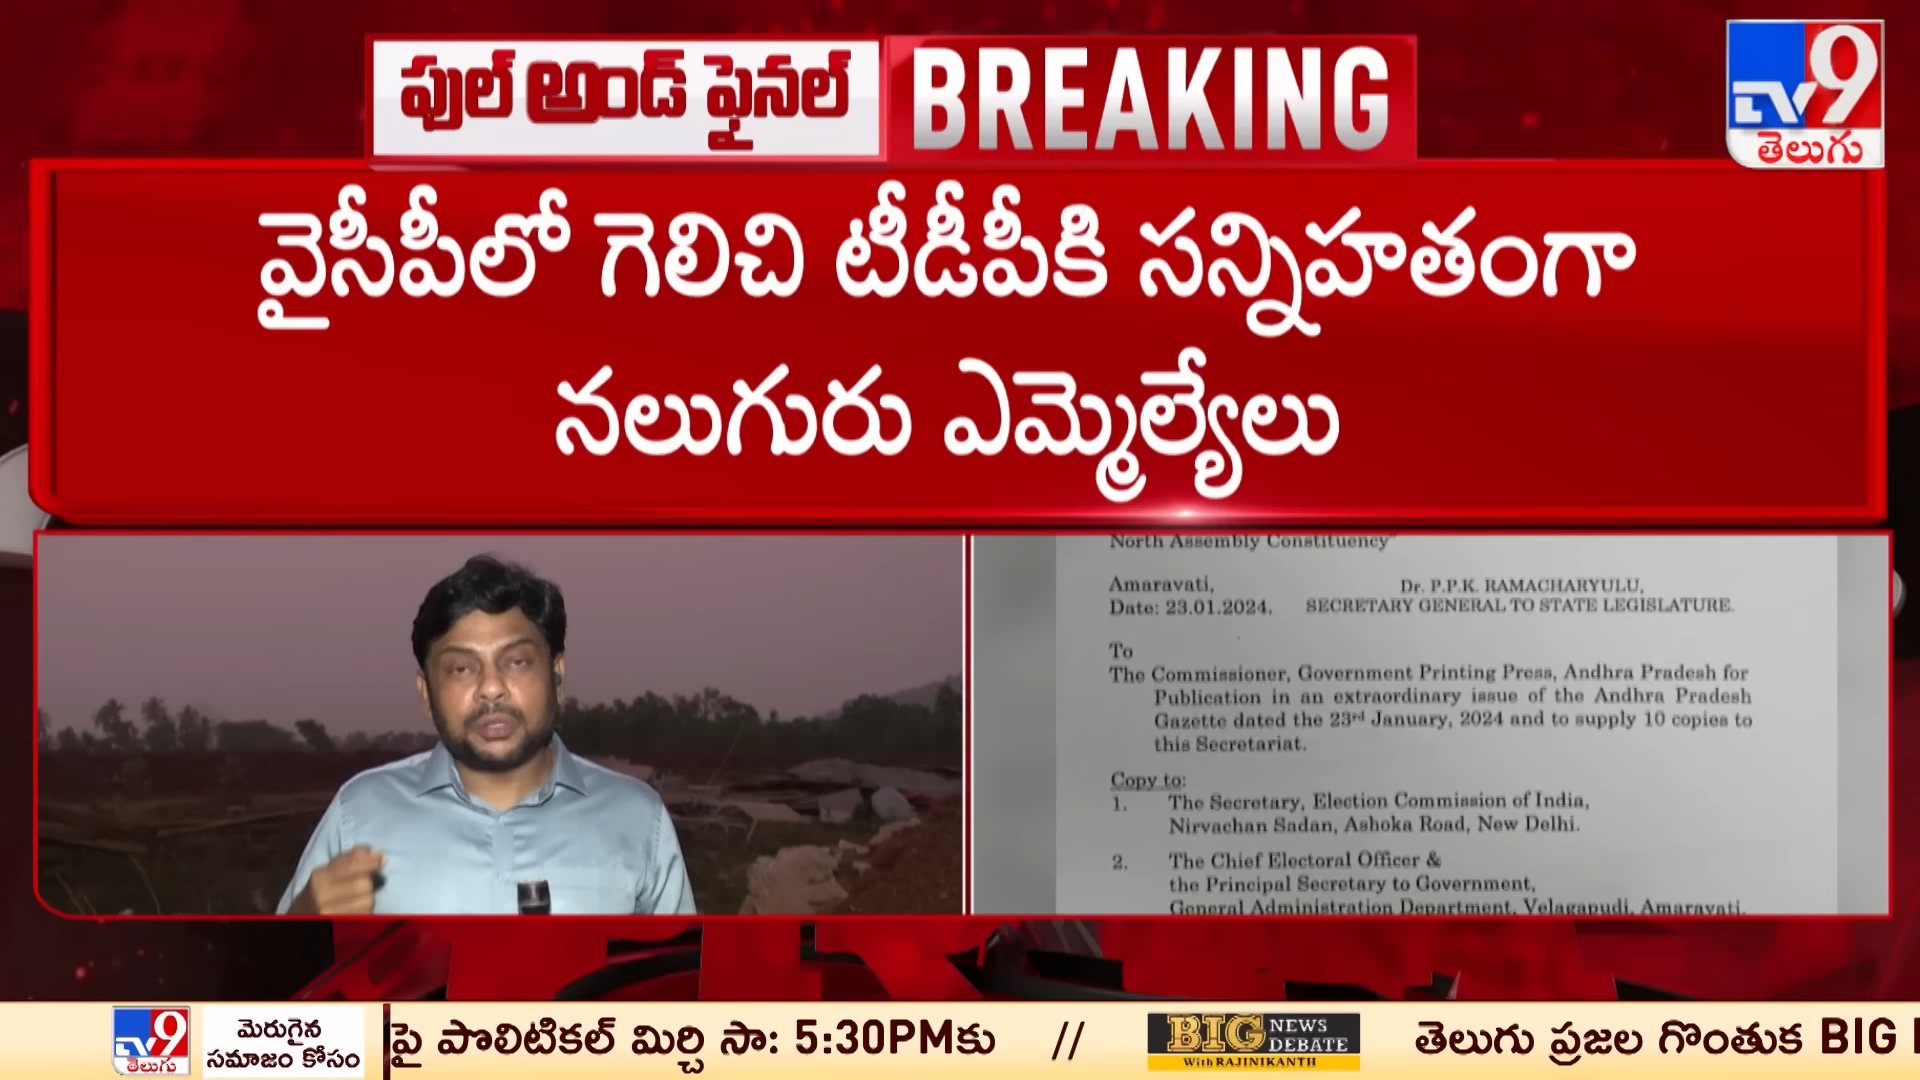 ఫుల్ అండ్ ఫైనల్ BREAKING
TV9
తెలుగు
వైసీపీలో గెలిచి టీడీపీకి సన్నిహతంగా
నలుగురు ఎమ్మెల్యేలు
North Assembly Constituency"
Amaravati,
Date: 23.01.2024.
Dr. P.P.K. RAMACHARYULU,
SECRETARY GENERAL TO STATE LEGISLATURE.
To
The Commissioner, Government Printing Press, Andhra Pradesh for
Publication in an extraordinary issue of the Andhra Pradesh
Gazette dated the 23rd January, 2024 and to supply 10 copies to
this Secretariat.
Copy to:
1. The Secretary, Election Commission of India,
Nirvachan Sadan, Ashoka Road, New Delhi.
2. The Chief Electoral Officer &
the Principal Secretary to Government,
General Administration Department, Velagapudi, Amaravati.
TV9
తెలుగు
మెరుగైన
సమాజం కోసం
పై పొలిటికల్ మిర్చి సా: 5:30PMకు // BIG NEWS DEBATE With RAJINIKANTH తెలుగు ప్రజల గొంతుక BIG